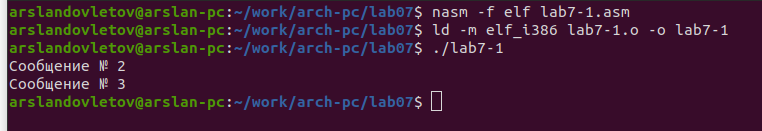 arslandovletov@arslan-pc:~/work/arch-pc/lab07$ nasm -f elf lab7-1.asm
arslandovletov@arslan-pc:~/work/arch-pc/lab07$ ld -m elf_i386 lab7-1.o -o lab7-1
arslandovletov@arslan-pc:~/work/arch-pc/lab07$ ./lab7-1
Сообщение № 2
Сообщение № 3
arslandovletov@arslan-pc:~/work/arch-pc/lab07$